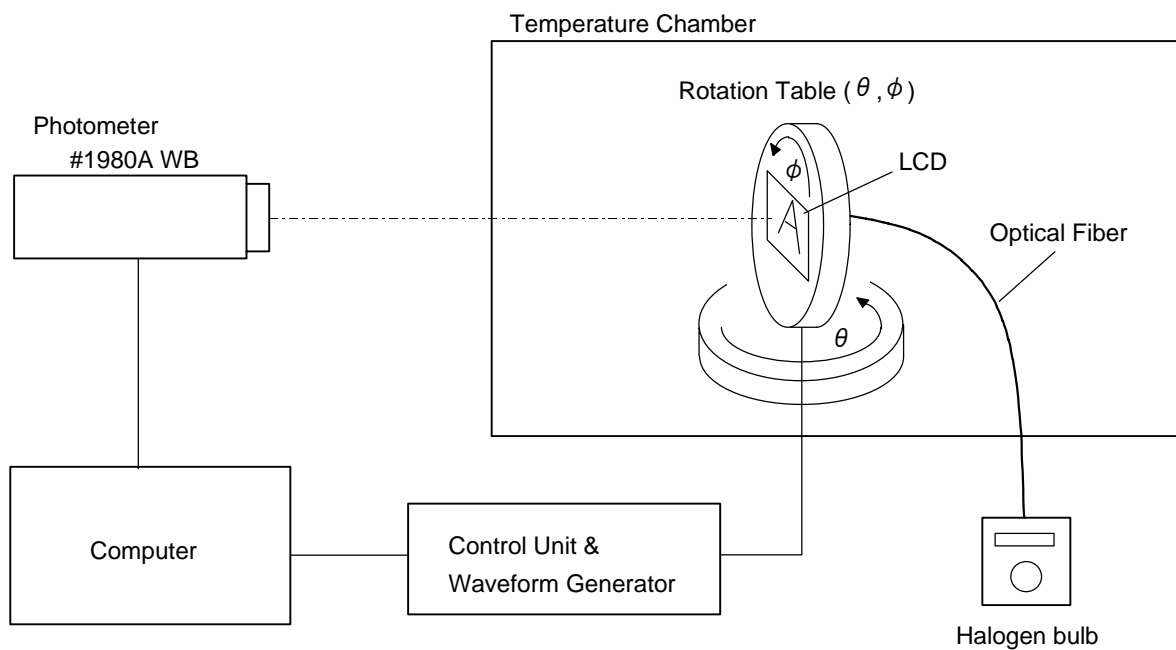 Temperature Chamber
Rotation Table ( θ , ϕ )
Photometer
#1980A WB
ϕ
LCD
A
Optical Fiber
θ
Computer
Control Unit &
Waveform Generator
Halogen bulb